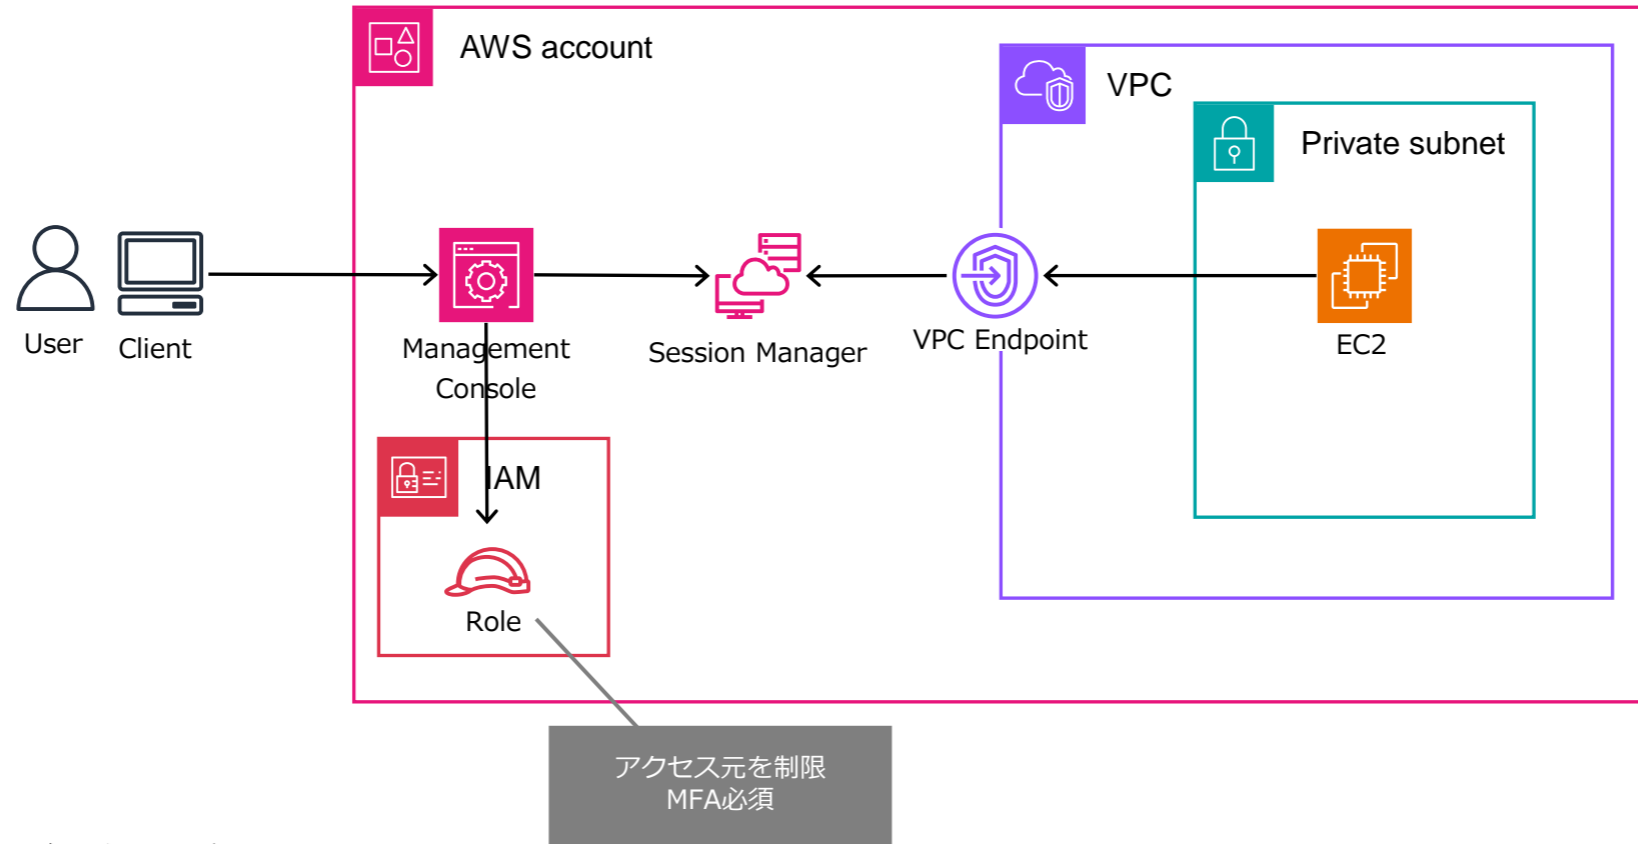 AWS account
VPC
Private subnet
User
Client
Management
Console
Session Manager
VPC Endpoint
EC2
IAM
Role
アクセス元を制限
MFA必須